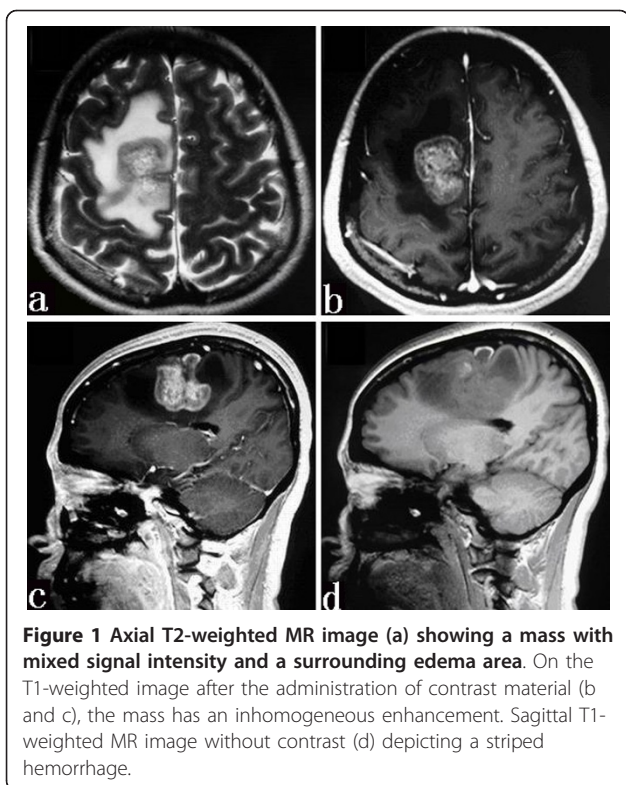 a
b
c
d
Figure 1 Axial T2-weighted MR image (a) showing a mass with
mixed signal intensity and a surrounding edema area. On the
T1-weighted image after the administration of contrast material (b
and c), the mass has an inhomogeneous enhancement. Sagittal T1-
weighted MR image without contrast (d) depicting a striped
hemorrhage.